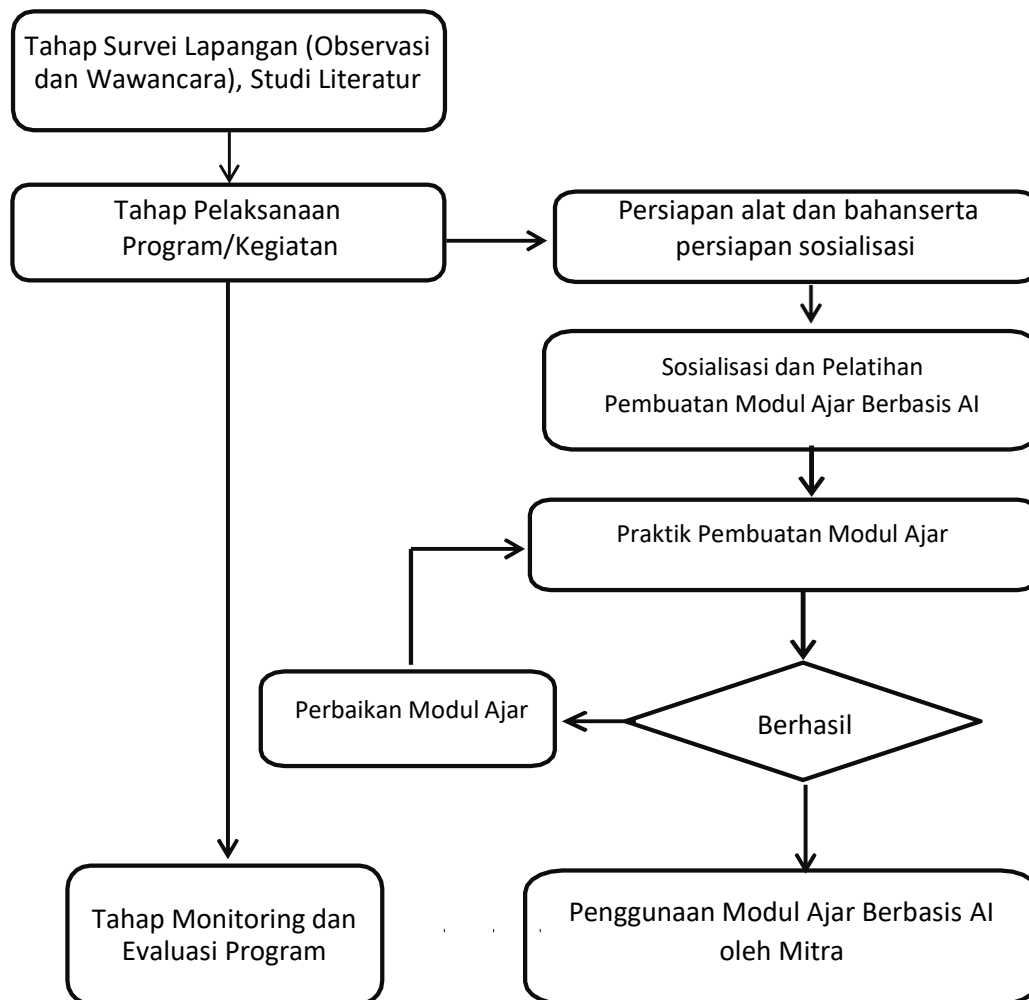 Tahap Survei Lapangan (Observasi
dan Wawancara), Studi Literatur
Tahap Pelaksanaan
Program/Kegiatan
Persiapan alat dan bahanserta
persiapan sosialisasi
Sosialisasi dan Pelatihan
Pembuatan Modul Ajar Berbasis AI
Praktik Pembuatan Modul Ajar
Perbaikan Modul Ajar
Berhasil
Tahap Monitoring dan
Evaluasi Program
Penggunaan Modul Ajar Berbasis AI
oleh Mitra